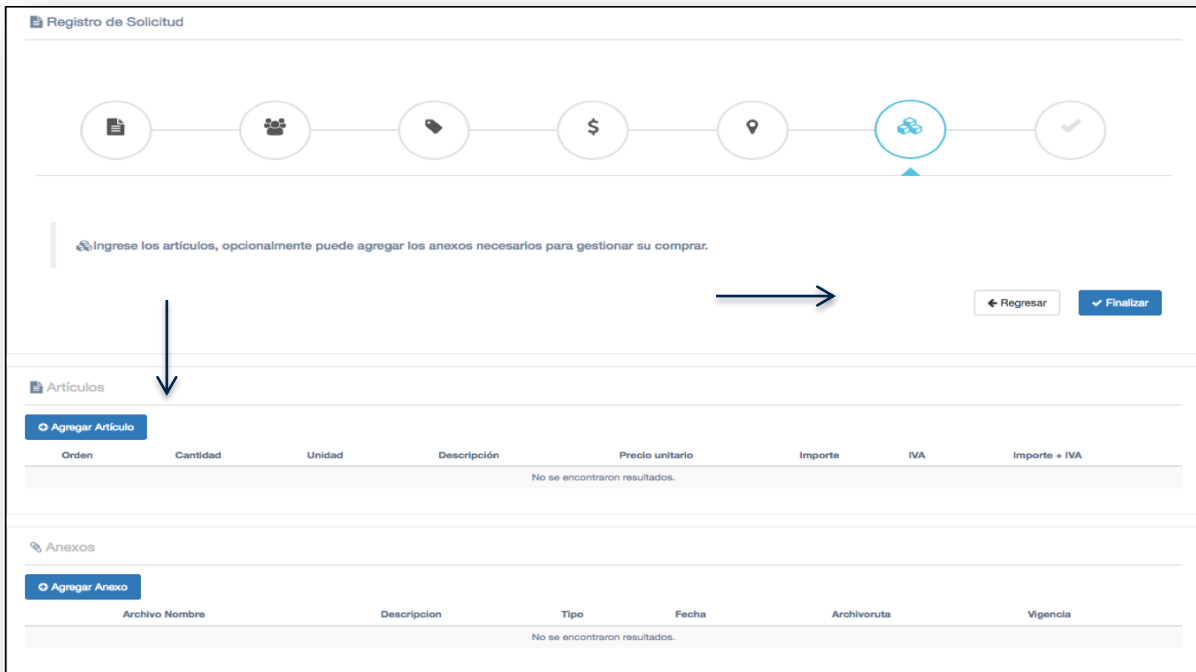 Registro de Solicitud
Ingrese los artículos, opcionalmente puede agregar los anexos necesarios para gestionar su comprar.
Regresar
Finalizar
Artículos
Agregar Artículo
Orden Cantidad Unidad Descripción Precio unitario Importe IVA Importe + IVA
No se encontraron resultados.
Anexos
Agregar Anexo
Archivo Nombre Descripcion Tipo Fecha Archivoruta Vigencia
No se encontraron resultados.